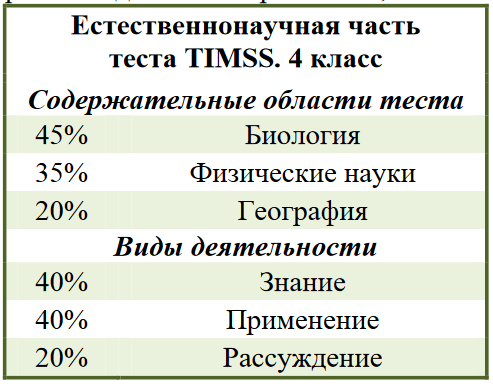 Естественнонаучная часть
теста TIMSS. 4 класс
Содержательные области теста
45% Биология
35% Физические науки
20% География
Виды деятельности
40% Знание
40% Применение
20% Рассуждение